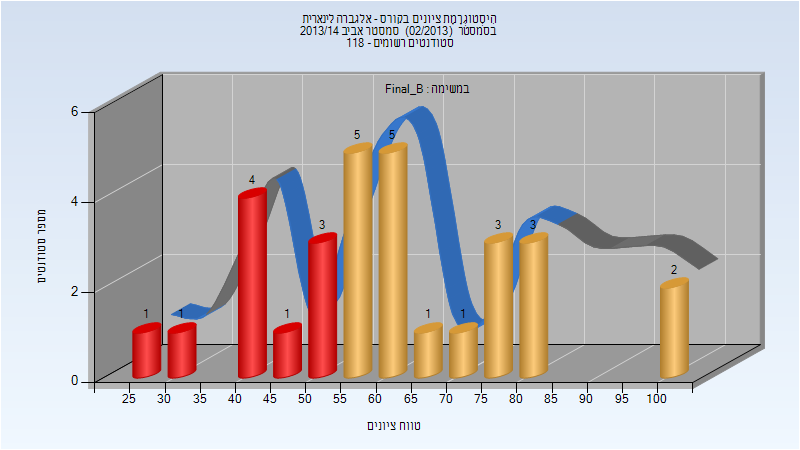 היסטוגרמת ציונים בקורס - אלגברה לינארית
בסמסטר (02/2013) סמסטר אביב 2013/14
סטודנטים רשומים - 118
במשימה : Final_B
מספר סטודנטים
6
4
2
0
1
1
4
1
3
5
5
1
1
3
3
2
25 30 35 40 45 50 55 60 65 70 75 80 85 90 95 100
טווח ציונים